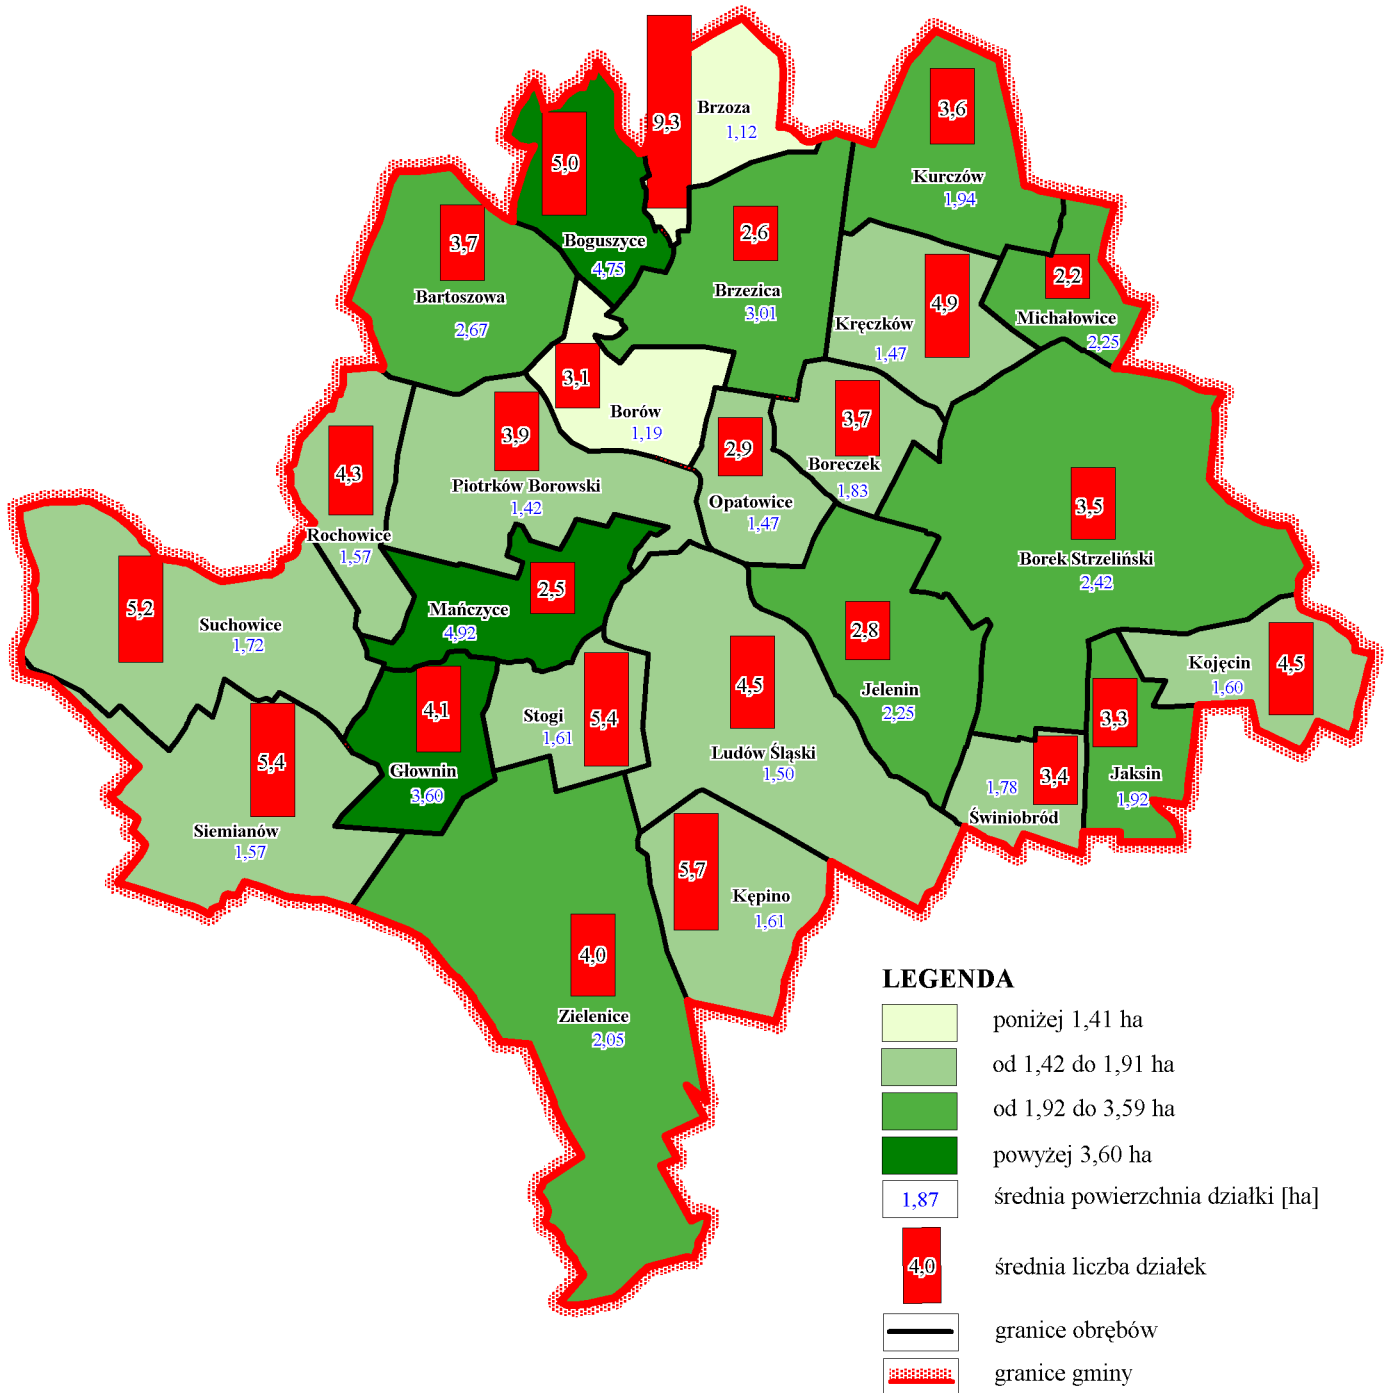 9,3
Brzoza
1,12
3,6
Kurczów
1,94
5,0
Boguszyce
4,75
3,7
Bartoszowa
2,67
2,6
Brzezica
3,01
2,2
Michałowice
2,25
4,9
Kręczków
1,47
3,1
Borów
1,19
3,9
Piotrków Borowski
1,42
2,9
Opatowice
1,47
3,7
Boreczek
1,83
4,3
Rochowice
1,57
3,5
Borek Strzeliński
2,42
5,2
Suchowice
1,72
2,5
Mańczyce
4,92
2,8
Jelenin
2,25
4,5
Ludów Śląski
1,50
Kojęcin
1,60
4,5
4,1
Głownin
3,60
Stogi
1,61
5,4
3,3
Jaksin
1,92
5,4
Siemianów
1,57
1,78
3,4
Świniobród
5,7
Kępino
1,61
4,0
Zielenice
2,05
LEGENDA
poniżej 1,41 ha
od 1,42 do 1,91 ha
od 1,92 do 3,59 ha
powyżej 3,60 ha
1,87 średnia powierzchnia działki [ha]
4,0 średnia liczba działek
granice obrębów
granice gminy